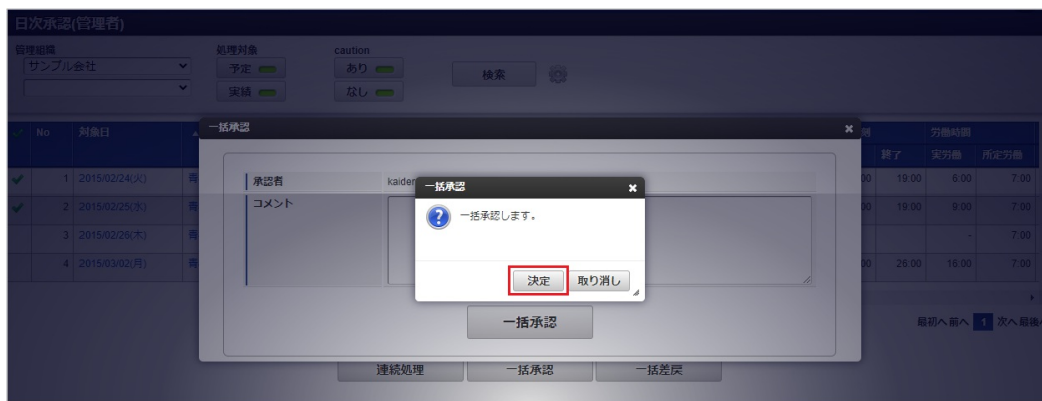 日次承認(管理者)
管理組織 処理対象 caution
サンプル会社 予定 あり 検索
実績 なし
No 対象日 労働時間
終了 実労働 所定労働
1 2015/02/24(火) 青 00 19:00 6:00 7:00
2 2015/02/25(水) 青 00 19:00 9:00 7:00
3 2015/02/26(木) 青 - 7:00
4 2015/03/02(月) 青 00 26:00 16:00 7:00
一括承認
承認者 kaiden
コメント
一括承認
一括承認します。
決定 取り消し
一括承認
最初へ 前へ 1 次へ 最後
連続処理 一括承認 一括差戻